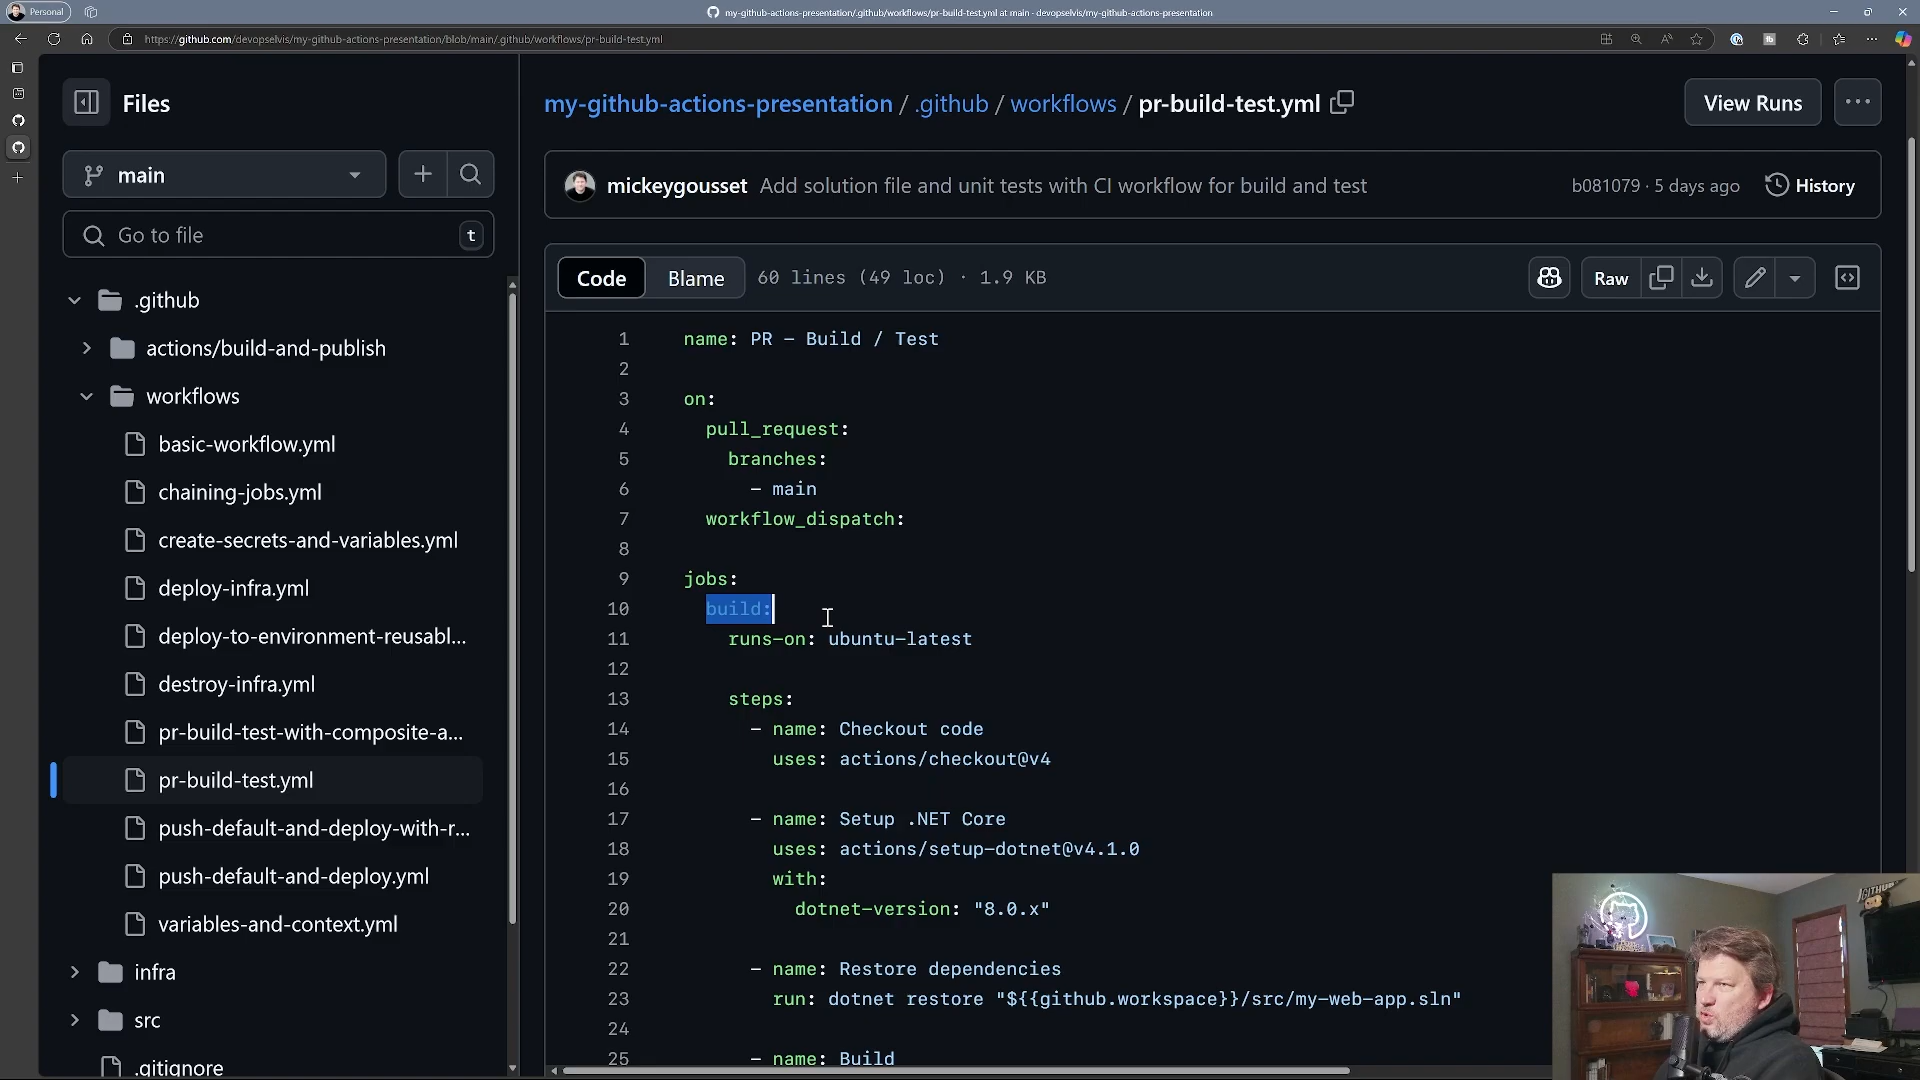 Personal
my-github-actions-presentation/.github/workflows/pr-build-test.yml at main - devopselvis/my-github-actions-presentation
https://github.com/devopselvis/my-github-actions-presentation/blob/main/.github/workflows/pr-build-test.yml
Files
main
Go to file
t
.github
actions/build-and-publish
workflows
basic-workflow.yml
chaining-jobs.yml
create-secrets-and-variables.yml
deploy-infra.yml
deploy-to-environment-reusabl...
destroy-infra.yml
pr-build-test-with-composite-a...
pr-build-test.yml
push-default-and-deploy-with-r...
push-default-and-deploy.yml
variables-and-context.yml
infra
src
.gitignore
my-github-actions-presentation / .github / workflows / pr-build-test.yml
View Runs
mickeygousset Add solution file and unit tests with CI workflow for build and test
b081079 · 5 days ago
History
Code Blame 60 lines (49 loc) · 1.9 KB
Raw
1 name: PR - Build / Test
2
3 on:
4 pull_request:
5 branches:
6 - main
7 workflow_dispatch:
8
9 jobs:
10 build:
11 runs-on: ubuntu-latest
12
13 steps:
14 - name: Checkout code
15 uses: actions/checkout@v4
16
17 - name: Setup .NET Core
18 uses: actions/setup-dotnet@v4.1.0
19 with:
20 dotnet-version: "8.0.x"
21
22 - name: Restore dependencies
23 run: dotnet restore "${{github.workspace}}/src/my-web-app.sln"
24
25 - name: Build
GITHUB